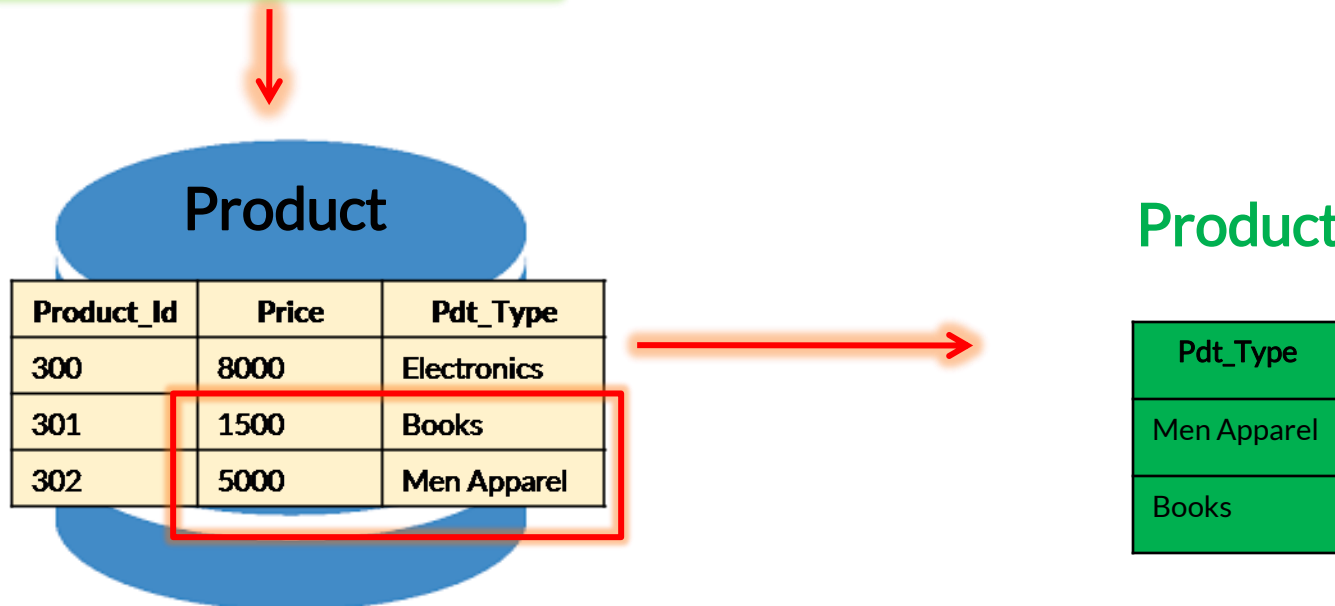 Product
Product_Id Price Pdt_Type
300 8000 Electronics
301 1500 Books
302 5000 Men Apparel
Product
Pdt_Type
Men Apparel
Books